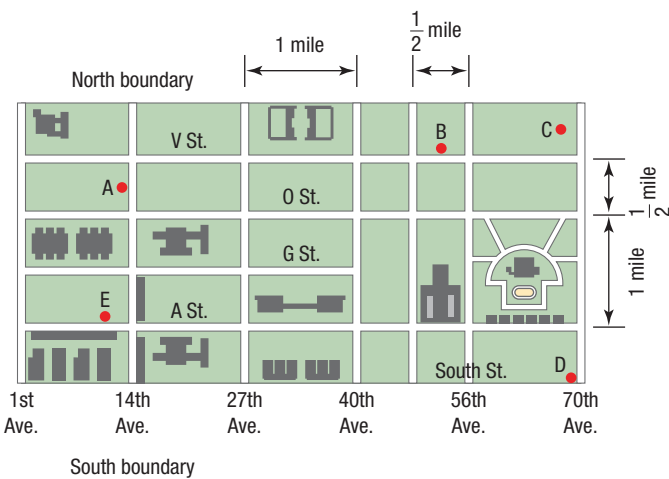 1 mile
1/2 mile
North boundary
V St.
B
C
A
O St.
1/2 mile
G St.
1 mile
E
A St.
South St.
D
1st Ave.
14th Ave.
27th Ave.
40th Ave.
56th Ave.
70th Ave.
South boundary